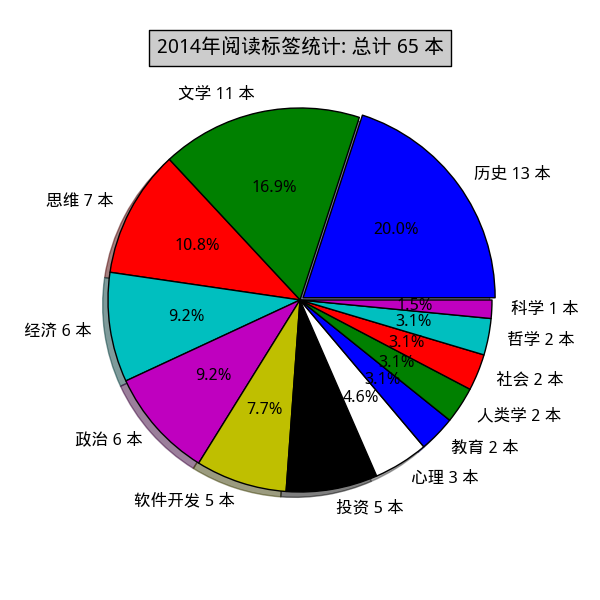 2014年阅读标签统计: 总计 65 本
历史 13 本
20.0%
文学 11 本
16.9%
思维 7 本
10.8%
经济 6 本
9.2%
政治 6 本
9.2%
软件开发 5 本
7.7%
投资 5 本
心理 3 本
4.6%
教育 2 本
3.1%
人类学 2 本
3.1%
社会 2 本
3.1%
哲学 2 本
3.1%
科学 1 本
1.5%